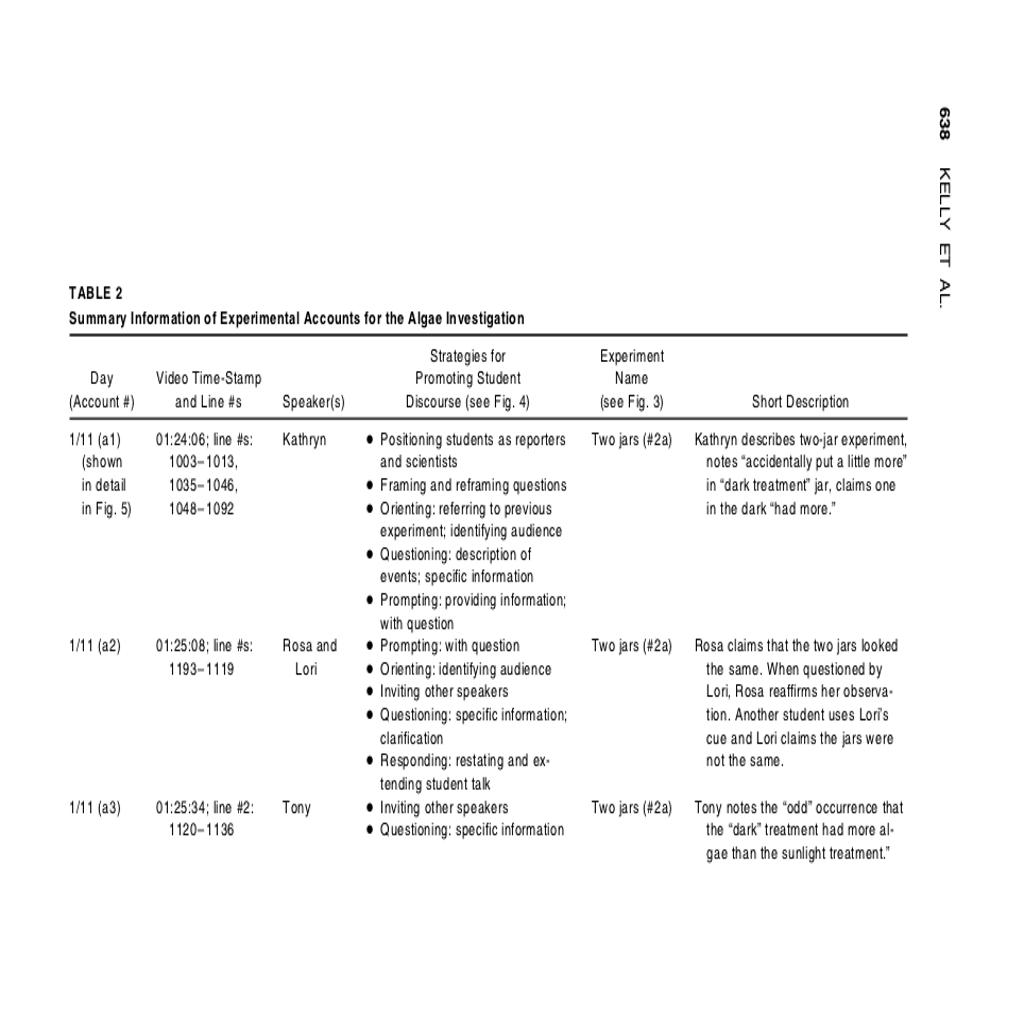 638 KELLY ET AL.
TABLE 2
Summary Information of Experimental Accounts for the Algae Investigation
Day
(Account #)
Video Time-Stamp
and Line #s
Speaker(s)
Strategies for
Promoting Student
Discourse (see Fig. 4)
Experiment
Name
(see Fig. 3)
Short Description
1/11 (a1)
(shown
in detail
in Fig. 5)
01:24:06; line #s:
1003–1013,
1035–1046,
1048–1092
Kathryn
● Positioning students as reporters
and scientists
● Framing and reframing questions
● Orienting: referring to previous
experiment; identifying audience
● Questioning: description of
events; specific information
● Prompting: providing information;
with question
Two jars (#2a)
Kathryn describes two-jar experiment,
notes “accidentally put a little more”
in “dark treatment” jar, claims one
in the dark “had more.”
1/11 (a2)
01:25:08; line #s:
1193–1119
Rosa and
Lori
● Prompting: with question
● Orienting: identifying audience
● Inviting other speakers
● Questioning: specific information;
clarification
● Responding: restating and ex-
tending student talk
Two jars (#2a)
Rosa claims that the two jars looked
the same. When questioned by
Lori, Rosa reaffirms her observa-
tion. Another student uses Lori’s
cue and Lori claims the jars were
not the same.
1/11 (a3)
01:25:34; line #2:
1120–1136
Tony
● Inviting other speakers
● Questioning: specific information
Two jars (#2a)
Tony notes the “odd” occurrence that
the “dark” treatment had more al-
gae than the sunlight treatment.”